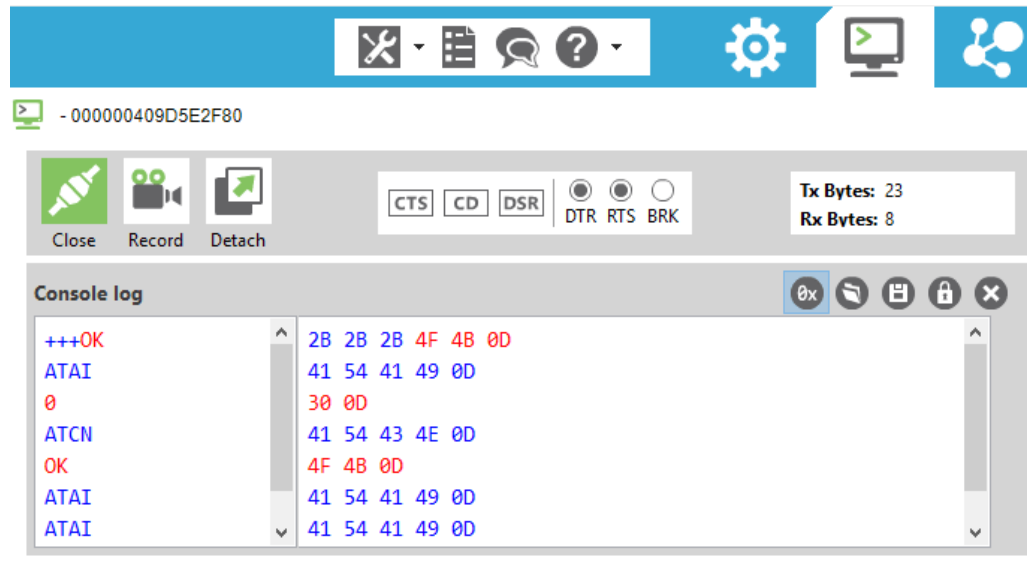 - 000000409D5E2F80
CTS CD DSR DTR RTS BRK
Tx Bytes: 23
Rx Bytes: 8
Close Record Detach
Console log
0x
+++OK 2B 2B 2B 4F 4B 0D
ATAI 41 54 41 49 0D
0 30 0D
ATCN 41 54 43 4E 0D
OK 4F 4B 0D
ATAI 41 54 41 49 0D
ATAI 41 54 41 49 0D